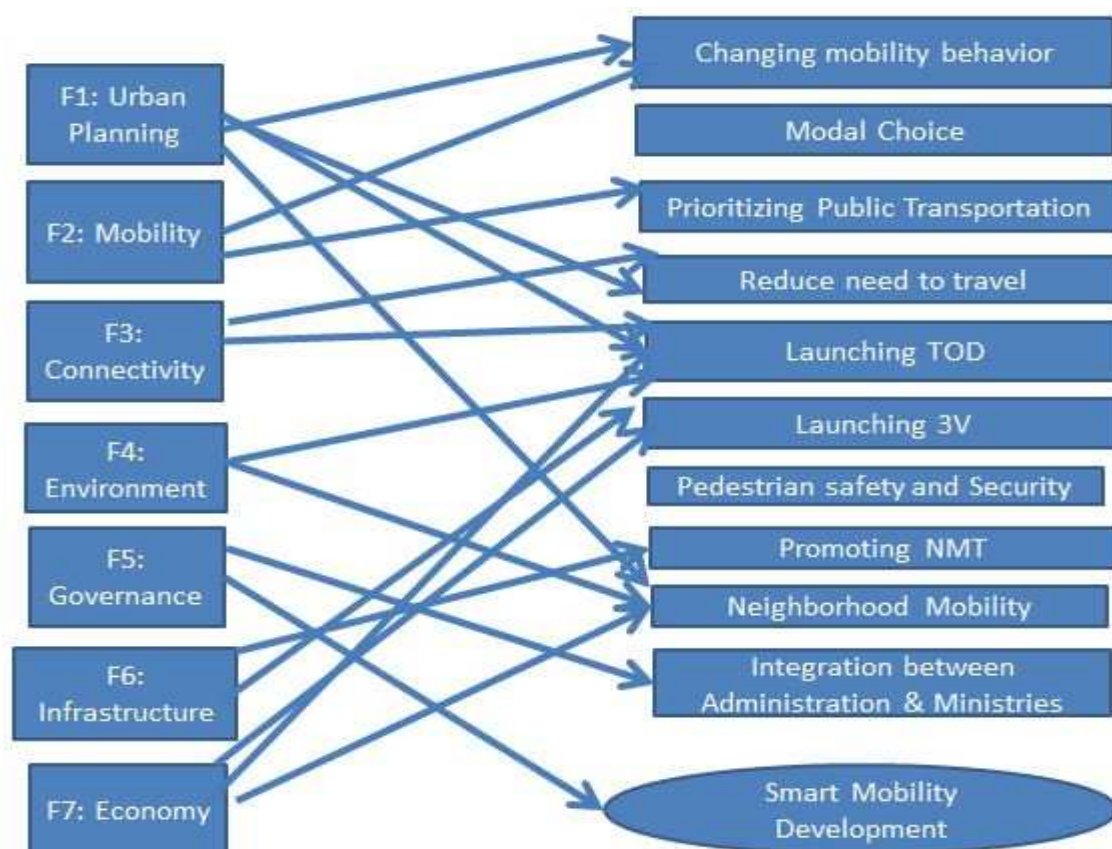 F1: Urban
Planning
F2: Mobility
F3:
Connectivity
F4:
Environment
F5:
Governance
F6:
Infrastructure
F7: Economy
Changing mobility behavior
Modal Choice
Prioritizing Public Transportation
Reduce need to travel
Launching TOD
Launching 3V
Pedestrian safety and Security
Promoting NMT
Neighborhood Mobility
Integration between
Administration & Ministries
Smart Mobility
Development